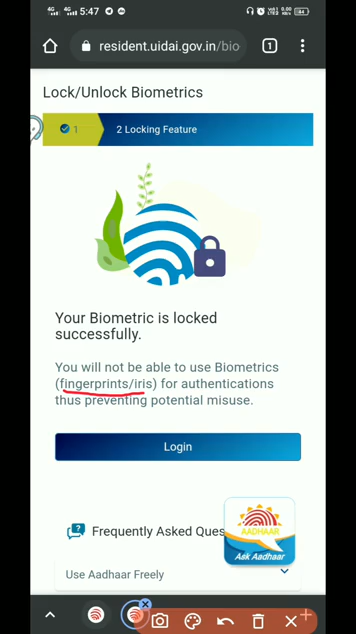 4G 4G 5:47 84
resident.uidai.gov.in/bio 1
Lock/Unlock Biometrics
1 2 Locking Feature
Your Biometric is locked
successfully.
You will not be able to use Biometrics
(fingerprints/iris) for authentications
thus preventing potential misuse.
Login
? Frequently Asked Ques
AADHAAR
Ask Aadhaar
Use Aadhaar Freely